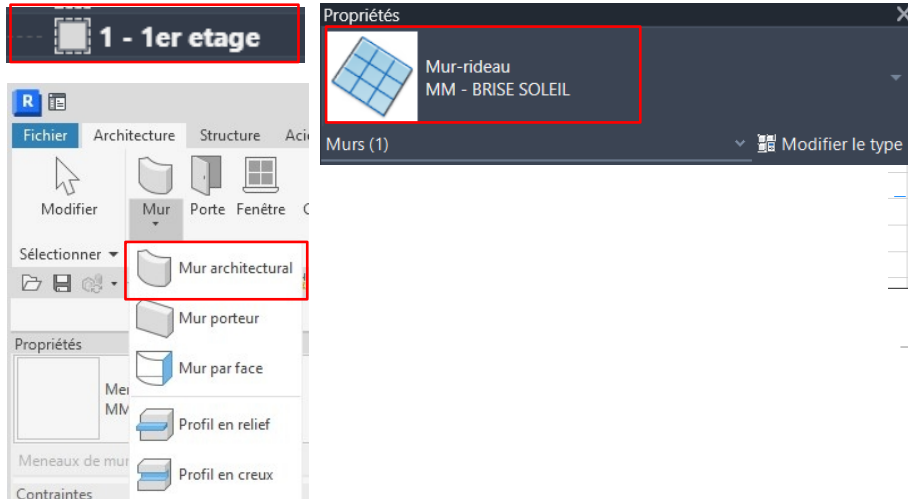 1 - 1er etage
Propriétés
Mur-rideau
MM - BRISE SOLEIL
Murs (1)
Modifier le type
R
Fichier Architecture Structure
Modifier Mur Porte Fenêtre
Sélectionner
Mur architectural
Mur porteur
Propriétés
Mur par face
MM
Profil en relief
Meneaux de mur
Profil en creux
Contraintes